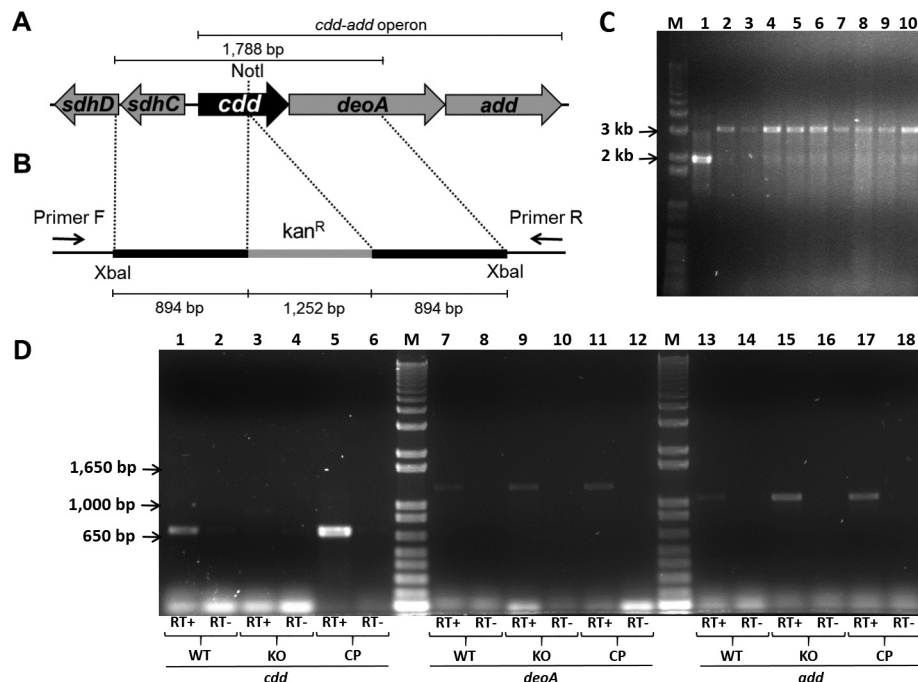 A
cdd-add operon
1,788 bp
NotI
sdhD sdhC cdd deoA add
B
Primer F
kanR
Primer R
XbaI
XbaI
894 bp 1,252 bp 894 bp
C
M 1 2 3 4 5 6 7 8 9 10
3 kb
2 kb
D
1 2 3 4 5 6 M 7 8 9 10 11 12 M 13 14 15 16 17 18
1,650 bp
1,000 bp
650 bp
RT+ RT- RT+ RT- RT+ RT- RT+ RT- RT+ RT- RT+ RT- RT+ RT- RT+ RT- RT+ RT-
WT KO CP WT KO CP WT KO CP
cdd deoA add